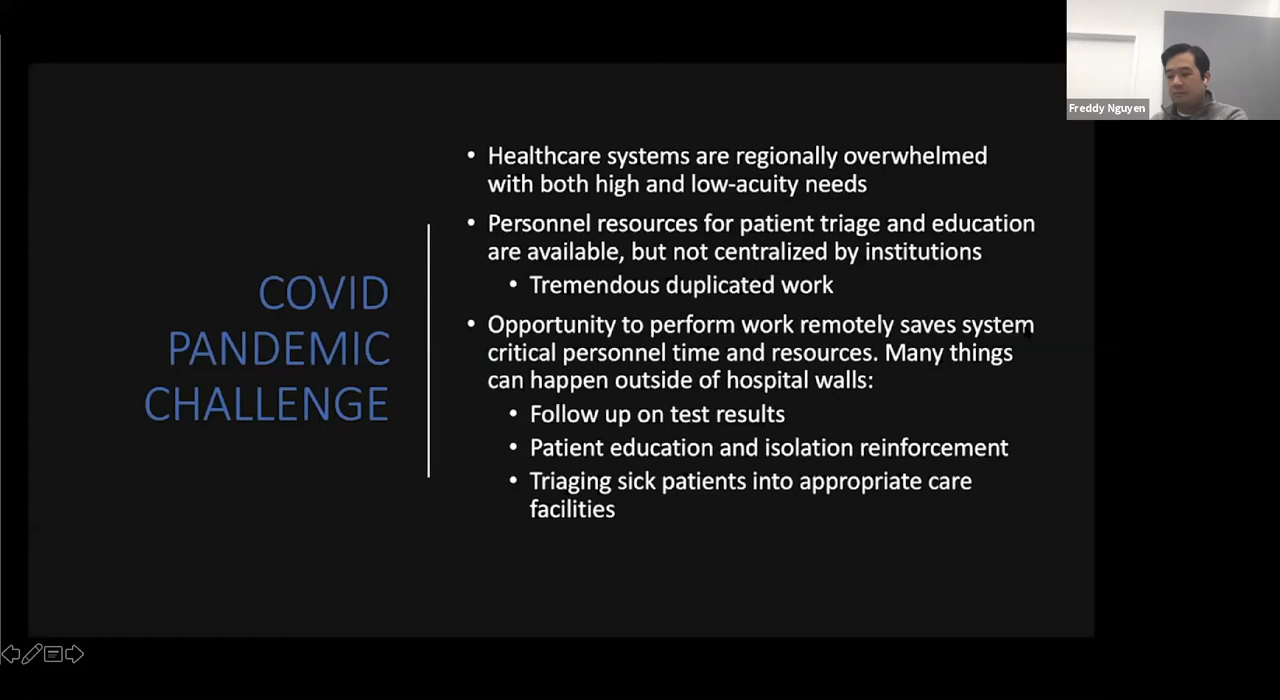 Freddy Nguyen
COVID
PANDEMIC
CHALLENGE
• Healthcare systems are regionally overwhelmed
with both high and low-acuity needs
• Personnel resources for patient triage and education
are available, but not centralized by institutions
• Tremendous duplicated work
• Opportunity to perform work remotely saves system
critical personnel time and resources. Many things
can happen outside of hospital walls:
• Follow up on test results
• Patient education and isolation reinforcement
• Triaging sick patients into appropriate care
facilities